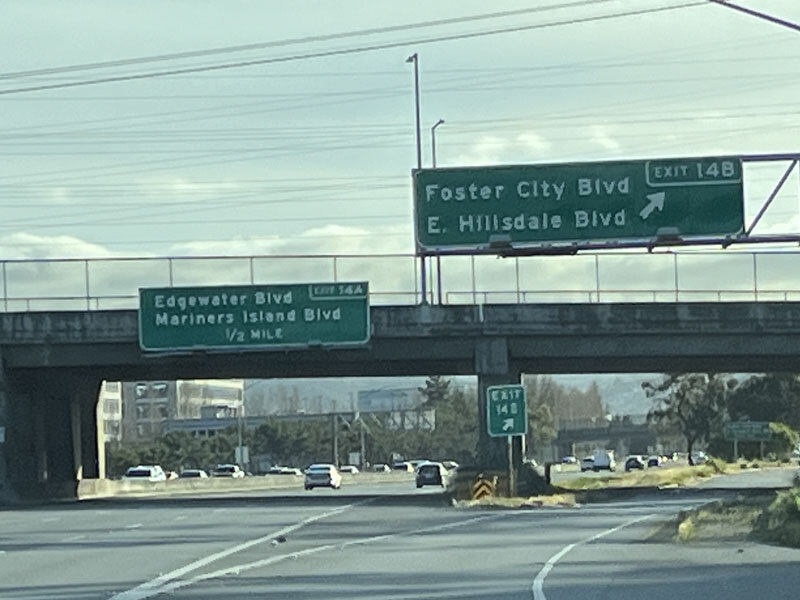 EXIT 14B
Foster City Blvd
E. Hillsdale Blvd
EXIT 14A
Edgewater Blvd
Mariners Island Blvd
1/2 MILE
EXIT
14B